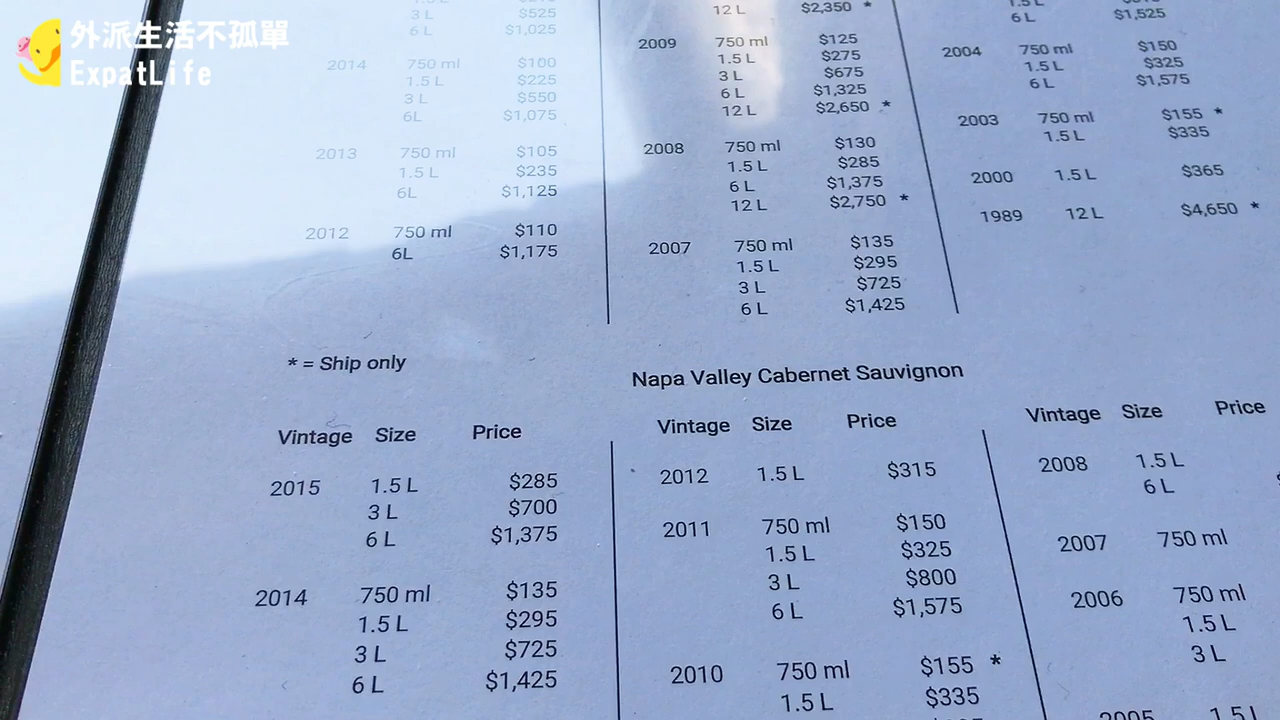 外派生活不孤單
ExpatLife
3 L $525
6 L $1,025
2014 750 ml $100
1.5 L $225
3 L $550
6L $1,075
2013 750 ml $105
1.5 L $235
6L $1,125
2012 750 ml $110
6L $1,175
12 L $2,350 *
2009 750 ml $125
1.5 L $275
3 L $675
6 L $1,325
12 L $2,650 *
2008 750 ml $130
1.5 L $285
6 L $1,375
12 L $2,750 *
2007 750 ml $135
1.5 L $295
3 L $725
6 L $1,425
1.5 L
6 L $1,525
2004 750 ml $150
1.5 L $325
6 L $1,575
2003 750 ml $155 *
1.5 L $335
2000 1.5 L $365
1989 12 L $4,650 *
* = Ship only
Napa Valley Cabernet Sauvignon
Vintage Size Price
2015 1.5 L $285
3 L $700
6 L $1,375
2014 750 ml $135
1.5 L $295
3 L $725
6 L $1,425
Vintage Size Price
2012 1.5 L $315
2011 750 ml $150
1.5 L $325
3 L $800
6 L $1,575
2010 750 ml $155 *
1.5 L $335
Vintage Size Price
2008 1.5 L
6 L
2007 750 ml
2006 750 ml
1.5 L
3 L
2005 1.5 L